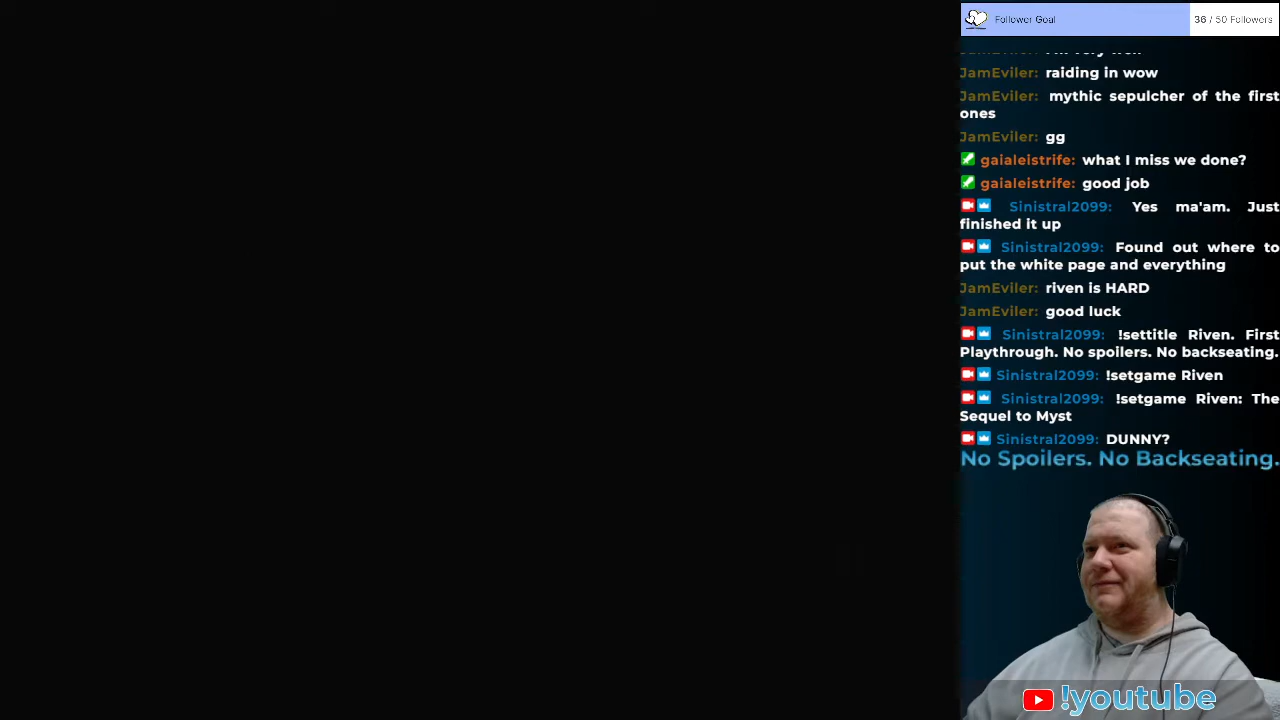 Follower Goal
36 / 50 Followers
JamEviler: I'm very well
JamEviler: raiding in wow
JamEviler: mythic sepulcher of the first
ones
JamEviler: gg
gaialeistrife: what I miss we done?
gaialeistrife: good job
Sinistral2099: Yes ma'am. Just
finished it up
Sinistral2099: Found out where to
put the white page and everything
JamEviler: riven is HARD
JamEviler: good luck
Sinistral2099: !settitle Riven. First
Playthrough. No spoilers. No backseating.
Sinistral2099: !setgame Riven
Sinistral2099: !setgame Riven: The
Sequel to Myst
Sinistral2099: DUNNY?
No Spoilers. No Backseating.
!youtube